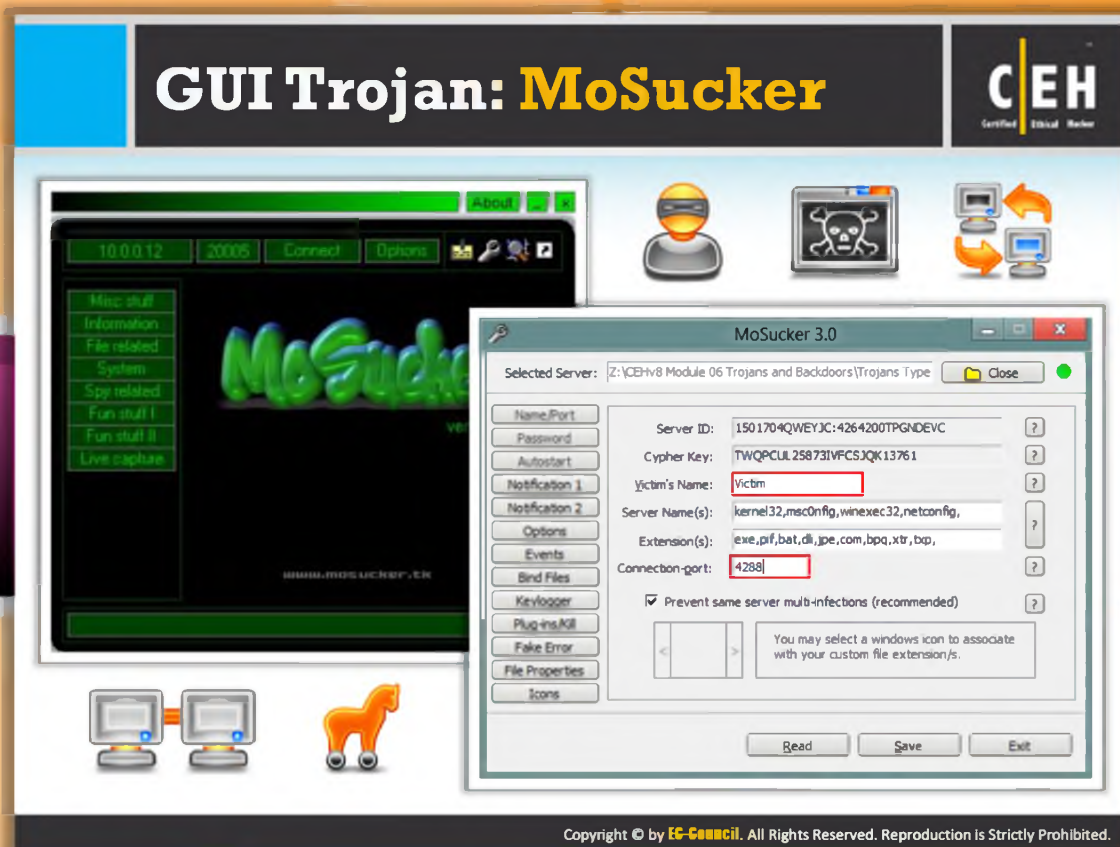 GUI Trojan: MoSucker
CEH
Certified Ethical Hacker
About
10.0.0.12
20005
Connect
Options
Misc stuff
Information
File related
System
Spy related
Fun stuff I
Fun stuff II
Live capture
MoSucke
ver
www.mosucker.tk
MoSucker 3.0
Selected Server: Z:\CEHv8 Module 06 Trojans and Backdoors\Trojans Type
Close
Name/Port
Password
Autostart
Notification 1
Notification 2
Options
Events
Bind Files
Keylogger
Plug-ins/Kill
Fake Error
File Properties
Icons
Server ID: 1501704QWEYJC:4264200TPGNDEVC ?
Cypher Key: TWQPCUL25873IVFCSJQK13761 ?
Victim's Name: Victim ?
Server Name(s): kernel32,msc0nfig,winexec32,netconfig,
?
Extension(s): exe,pif,bat,dli,jpe,com,bpq,xtr,txp,
Connection-port: 4288 ?
Prevent same server multi-infections (recommended) ?
< >
You may select a windows icon to associate
with your custom file extension/s.
Read
Save
Exit
Copyright © by EC-Council. All Rights Reserved. Reproduction is Strictly Prohibited.